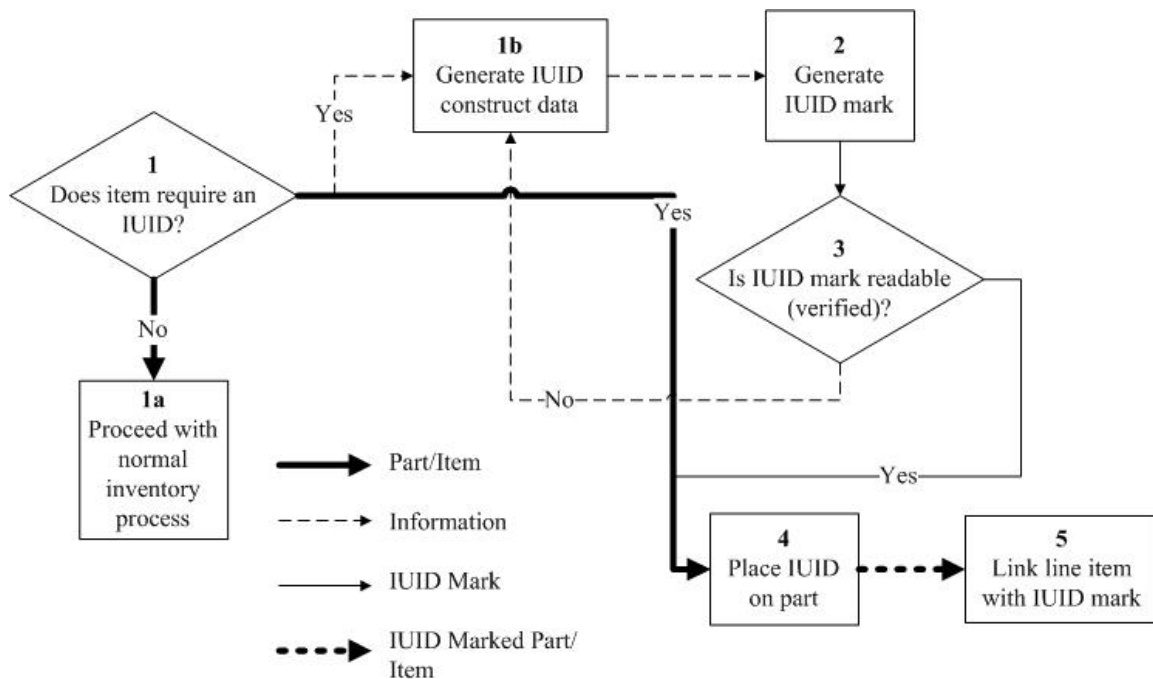 1
Does item require an
IUID?
Yes
1b
Generate IUID
construct data
2
Generate
IUID mark
Yes
3
Is IUID mark readable
(verified)?
No
No
Yes
1a
Proceed with
normal
inventory
process
4
Place IUID
on part
5
Link line item
with IUID mark
Part/Item
Information
IUID Mark
IUID Marked Part/
Item